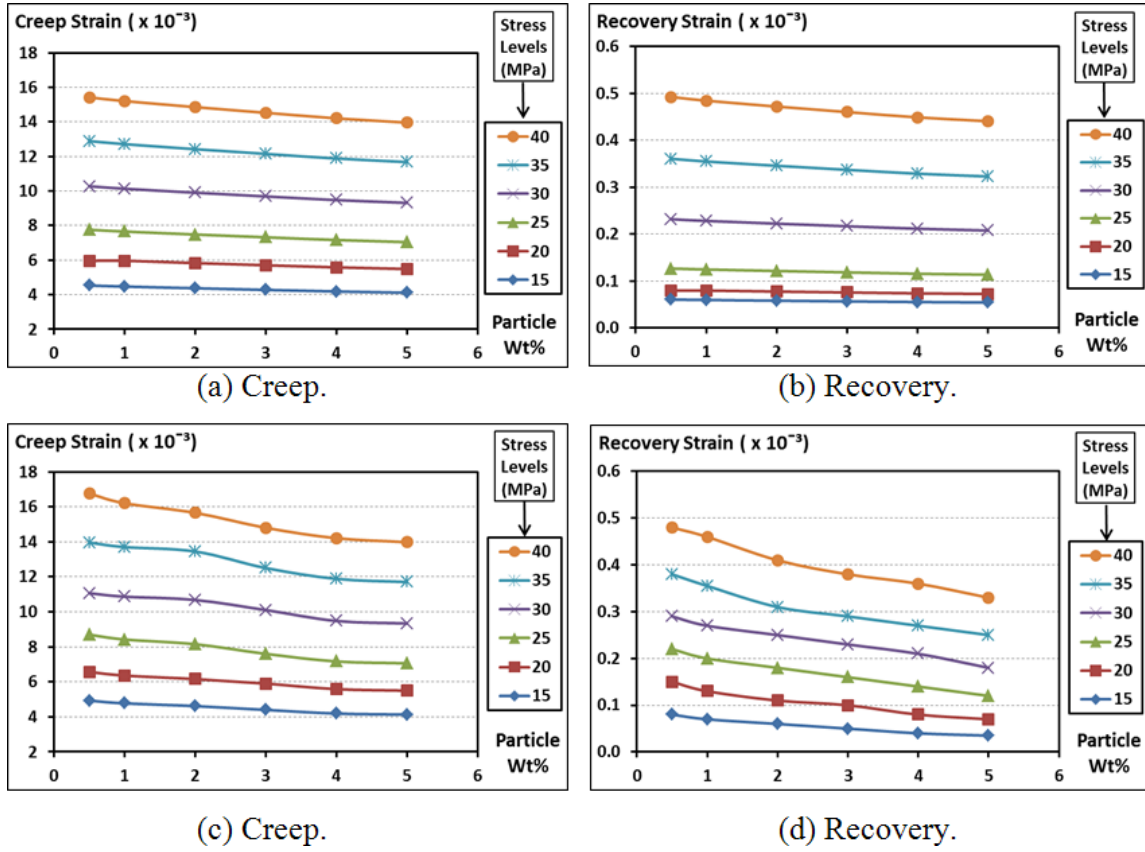 Creep Strain ( x 10⁻³)
Stress
Levels
(MPa)
18
16
14
12
10
8
6
4
2
0 1 2 3 4 5 6
40
35
30
25
20
15
Particle
Wt%
(a) Creep.
Recovery Strain ( x 10⁻³)
Stress
Levels
(MPa)
0.6
0.5
0.4
0.3
0.2
0.1
0.0
0 1 2 3 4 5 6
40
35
30
25
20
15
Particle
Wt%
(b) Recovery.
Creep Strain ( x 10⁻³)
Stress
Levels
(MPa)
18
16
14
12
10
8
6
4
2
0 1 2 3 4 5 6
40
35
30
25
20
15
Particle
Wt%
(c) Creep.
Recovery Strain ( x 10⁻³)
Stress
Levels
(MPa)
0.6
0.5
0.4
0.3
0.2
0.1
0.0
0 1 2 3 4 5 6
40
35
30
25
20
15
Particle
Wt%
(d) Recovery.